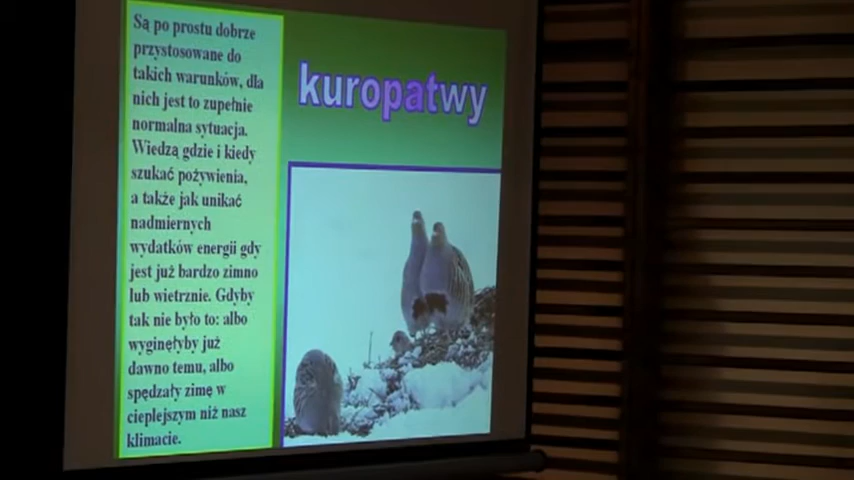 Są po prostu dobrze
przystosowane do
takich warunków, dla
nich jest to zupełnie
normalna sytuacja.
Wiedzą gdzie i kiedy
szukać pożywienia,
a także jak unikać
nadmiernych
wydatków energii gdy
jest już bardzo zimno
lub wietrznie. Gdyby
tak nie było to: albo
wyginęłyby już
dawno temu, albo
spędzały zimę w
cieplejszym niż nasz
klimacie.
kuropatwy